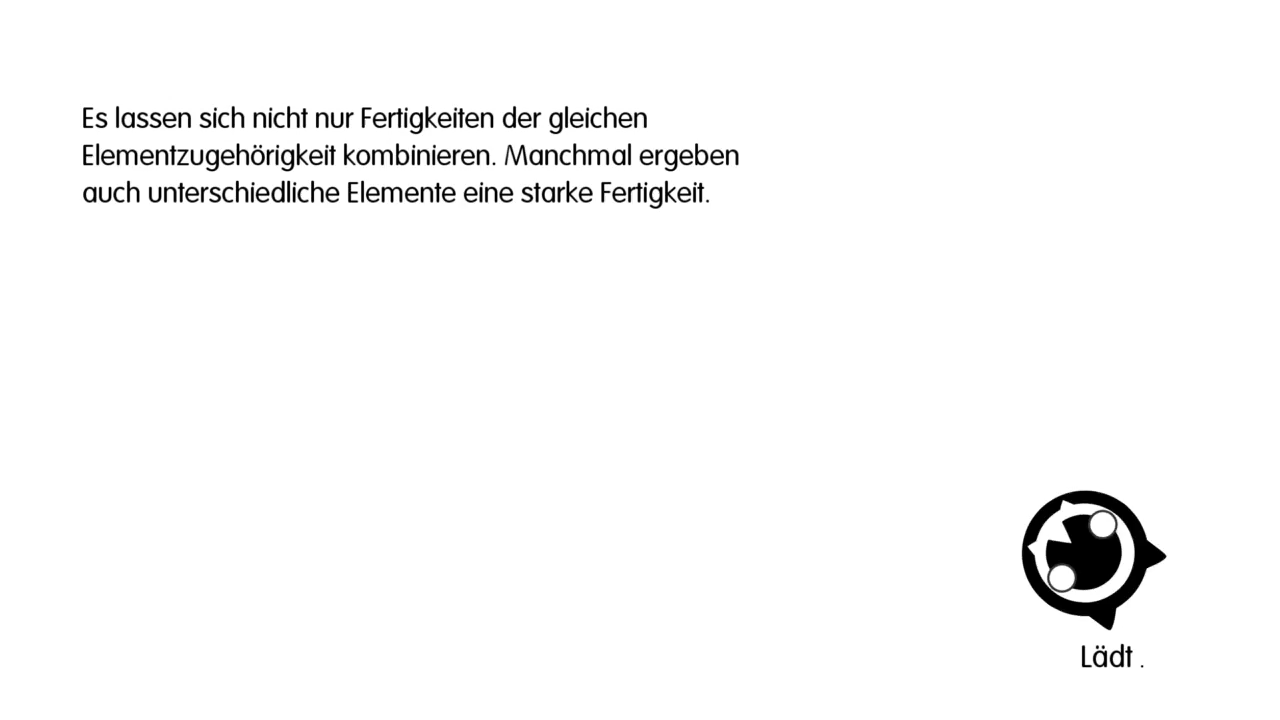 Es lassen sich nicht nur Fertigkeiten der gleichen
Elementzugehörigkeit kombinieren. Manchmal ergeben
auch unterschiedliche Elemente eine starke Fertigkeit.
Lädt .